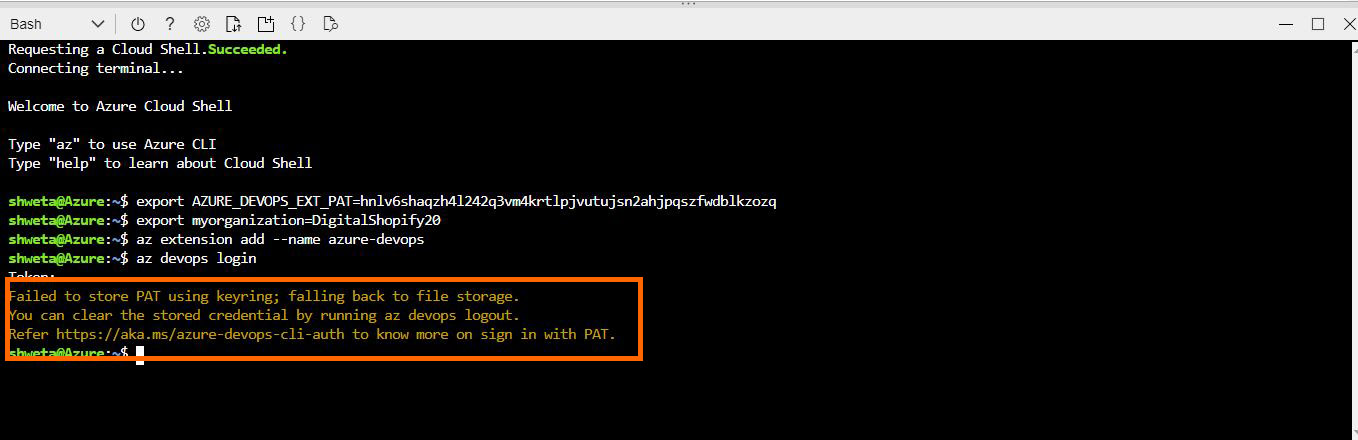 Bash
Requesting a Cloud Shell.Succeeded.
Connecting terminal...
Welcome to Azure Cloud Shell
Type "az" to use Azure CLI
Type "help" to learn about Cloud Shell
shweta@Azure:~$ export AZURE_DEVOPS_EXT_PAT=hnlv6shaqzh4l242q3vm4krtlpjvutujsn2ahjpqszfwdblkzozq
shweta@Azure:~$ export myorganization=DigitalShopify20
shweta@Azure:~$ az extension add --name azure-devops
shweta@Azure:~$ az devops login
Token:
Failed to store PAT using keyring; falling back to file storage.
You can clear the stored credential by running az devops logout.
Refer https://aka.ms/azure-devops-cli-auth to know more on sign in with PAT.
shweta@Azure:~$